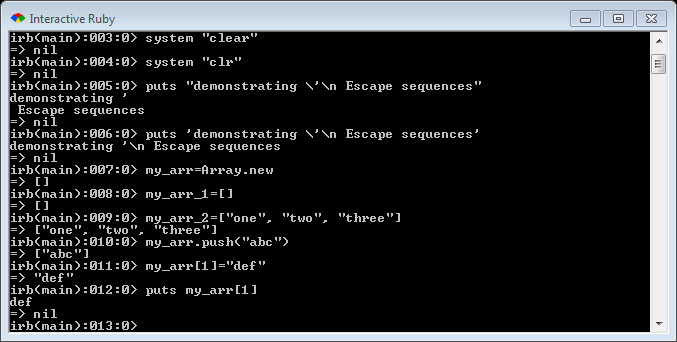 Interactive Ruby
irb(main):003:0> system "clear"
=> nil
irb(main):004:0> system "clr"
=> nil
irb(main):005:0> puts "demonstrating \'\n Escape sequences"
demonstrating '
 Escape sequences
=> nil
irb(main):006:0> puts 'demonstrating \'\n Escape sequences'
demonstrating '\n Escape sequences
=> nil
irb(main):007:0> my_arr=Array.new
=> []
irb(main):008:0> my_arr_1=[]
=> []
irb(main):009:0> my_arr_2=["one", "two", "three"]
=> ["one", "two", "three"]
irb(main):010:0> my_arr.push("abc")
=> ["abc"]
irb(main):011:0> my_arr[1]="def"
=> "def"
irb(main):012:0> puts my_arr[1]
def
=> nil
irb(main):013:0>